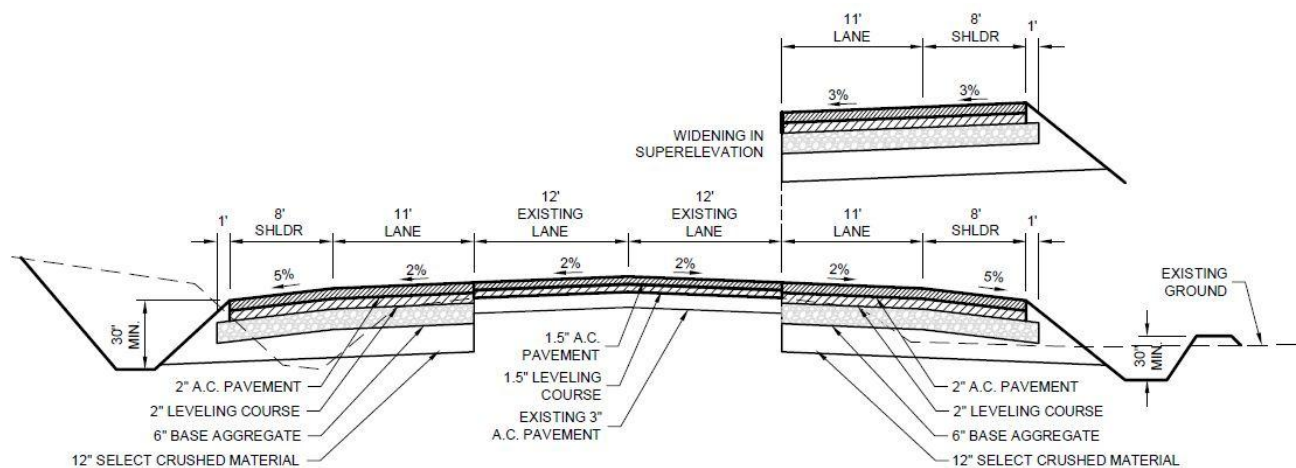 11'
LANE
8'
SHLDR
1'
3%
3%
WIDENING IN
SUPERELEVATION
1'
8'
SHLDR
11'
LANE
12'
EXISTING
LANE
12'
EXISTING
LANE
11'
LANE
8'
SHLDR
1'
5%
2%
2%
2%
2%
5%
EXISTING
GROUND
30"
MIN.
30"
MIN.
1.5" A.C.
PAVEMENT
1.5" LEVELING
COURSE
EXISTING 3"
A.C. PAVEMENT
2" A.C. PAVEMENT
2" LEVELING COURSE
6" BASE AGGREGATE
12" SELECT CRUSHED MATERIAL
2" A.C. PAVEMENT
2" LEVELING COURSE
6" BASE AGGREGATE
12" SELECT CRUSHED MATERIAL